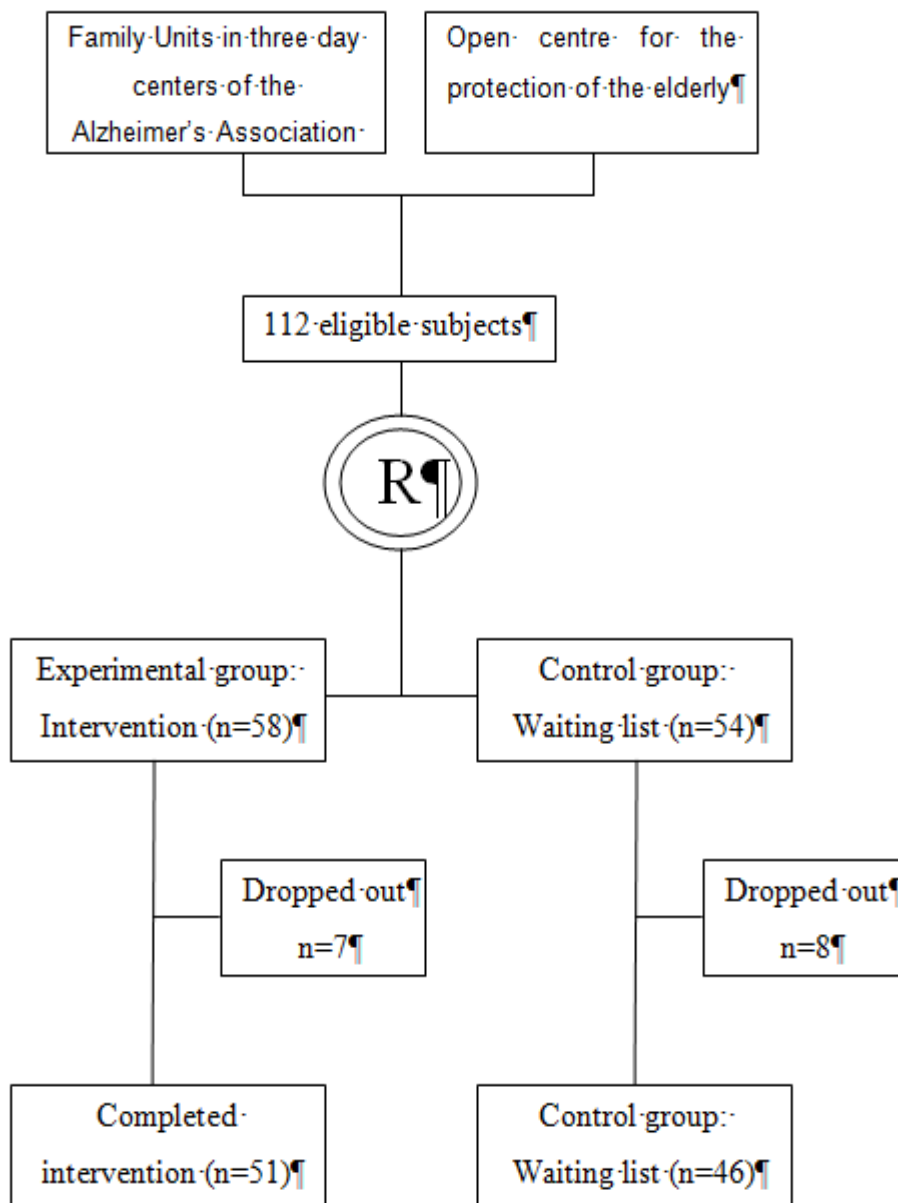 Family·Units·in·three·day·
centers·of·the·
Alzheimer's·Association·
Open· centre· for· the·
protection·of·the·elderly¶
112·eligible·subjects¶
R¶
Experimental·group:·
Intervention·(n=58)¶
Control·group:·
Waiting·list·(n=54)¶
Dropped·out¶
n=7¶
Dropped·out¶
n=8¶
Completed·
intervention·(n=51)¶
Control·group:·
Waiting·list·(n=46)¶